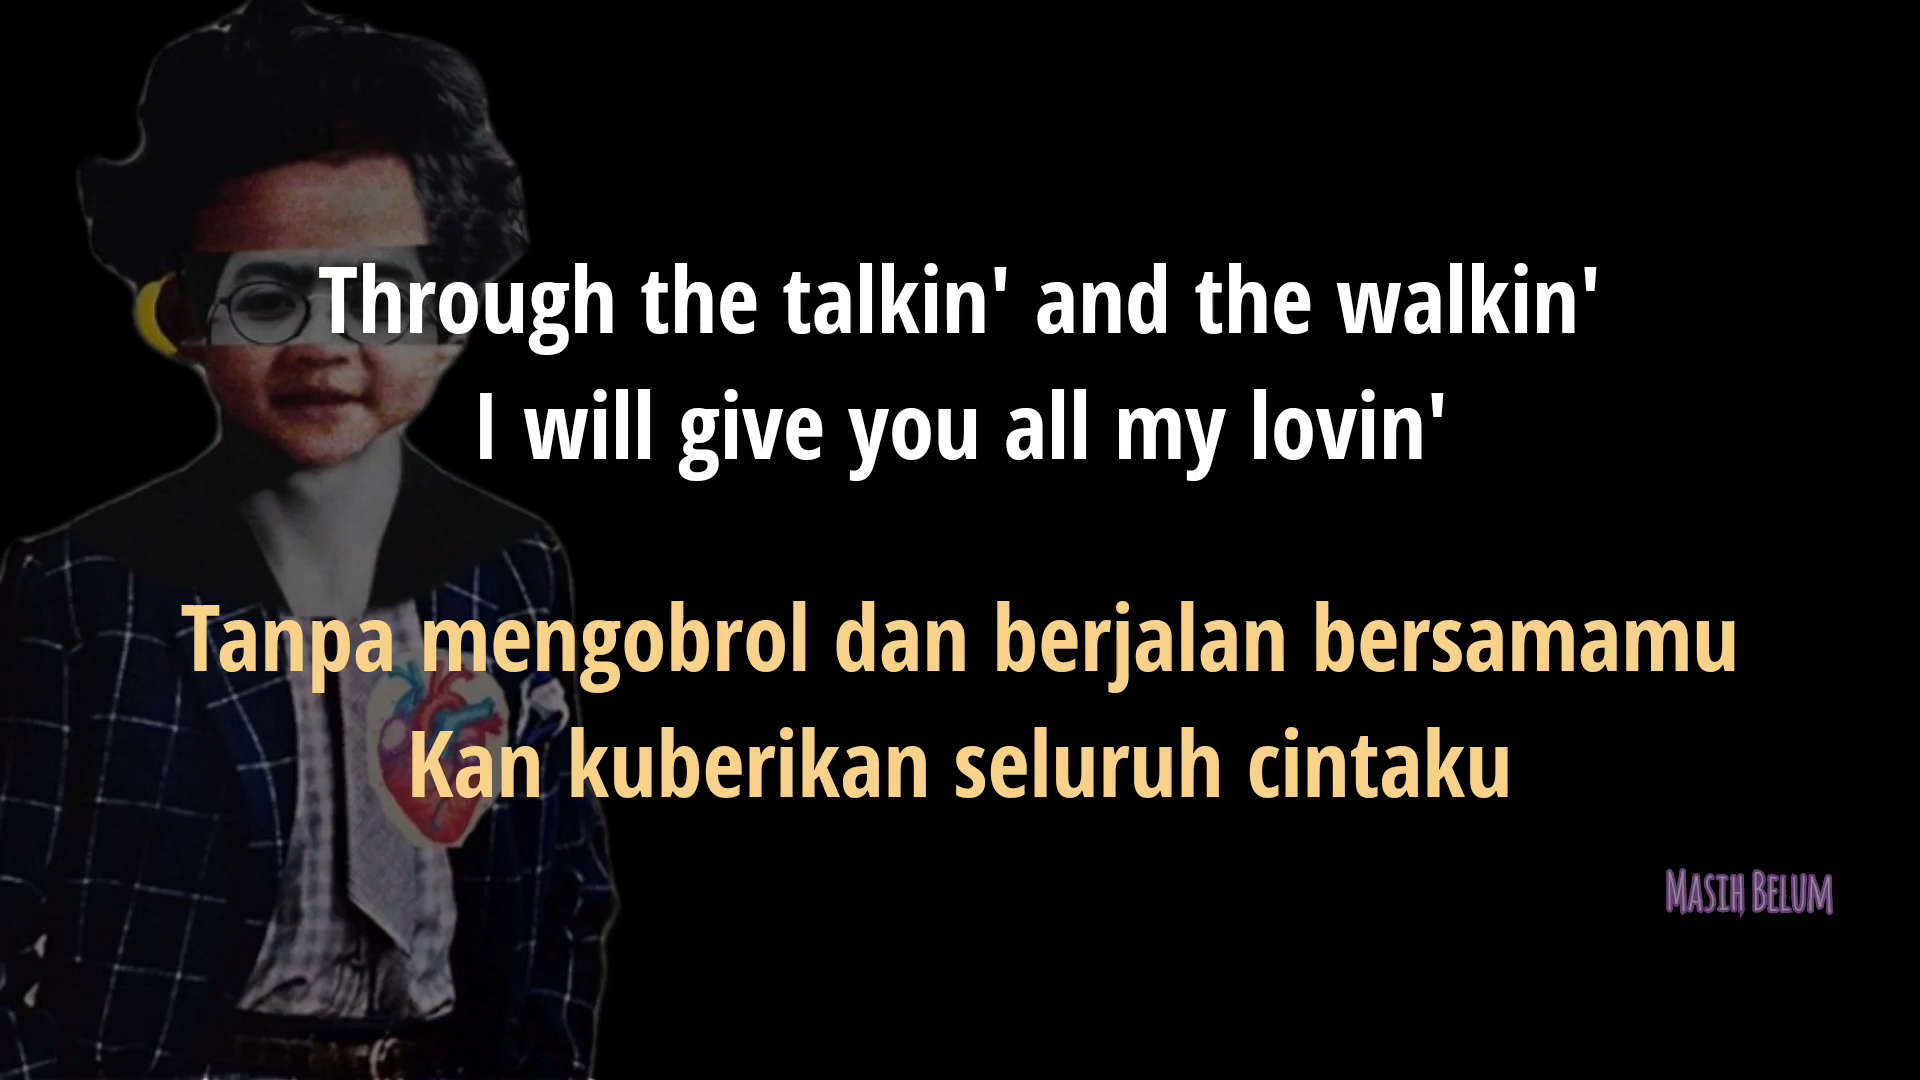 Through the talkin' and the walkin'
I will give you all my lovin'
Tanpa mengobrol dan berjalan bersamamu
Kan kuberikan seluruh cintaku
Masih Belum